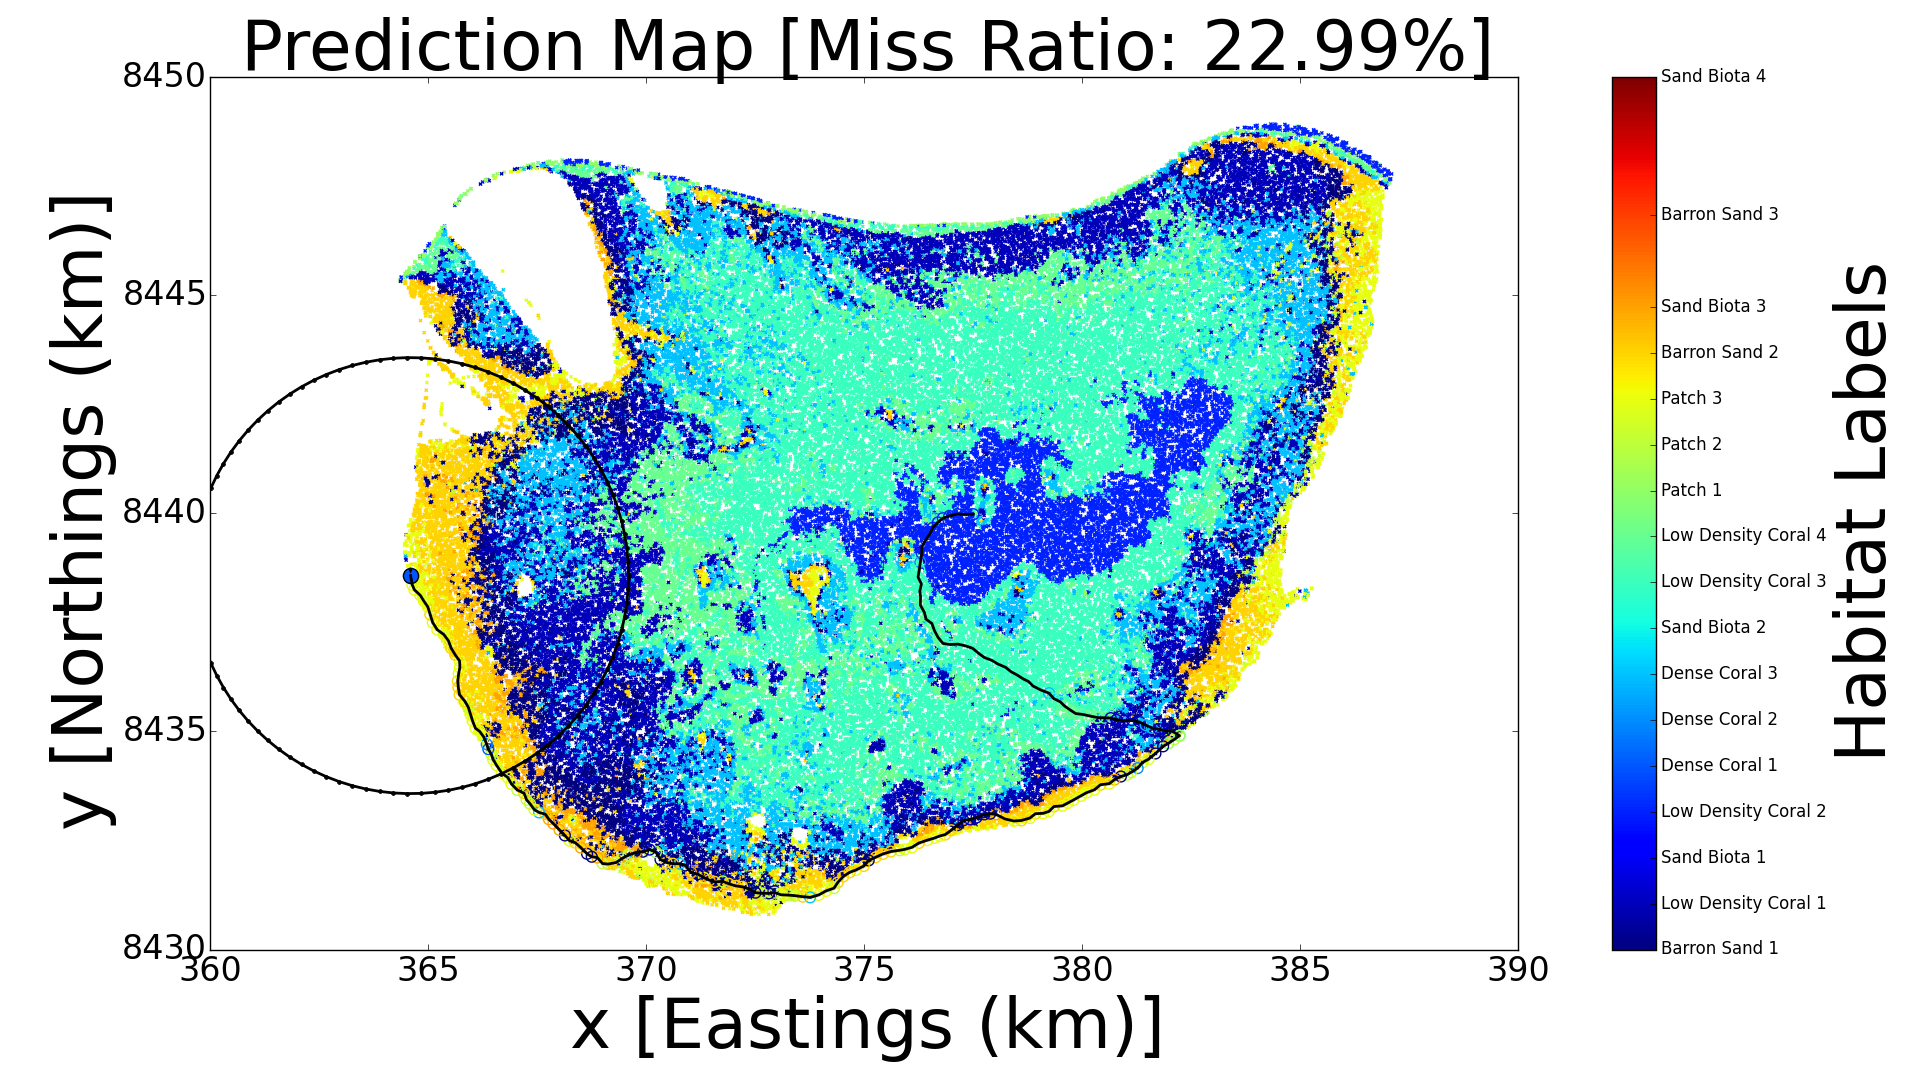 Prediction Map [Miss Ratio: 22.99%]
y [Northings (km)]
8450
8445
8440
8435
8430
360
365
370
375
380
385
390
x [Eastings (km)]
Sand Biota 4
Barron Sand 3
Sand Biota 3
Barron Sand 2
Patch 3
Patch 2
Patch 1
Low Density Coral 4
Low Density Coral 3
Sand Biota 2
Dense Coral 3
Dense Coral 2
Dense Coral 1
Low Density Coral 2
Sand Biota 1
Low Density Coral 1
Barron Sand 1
Habitat Labels